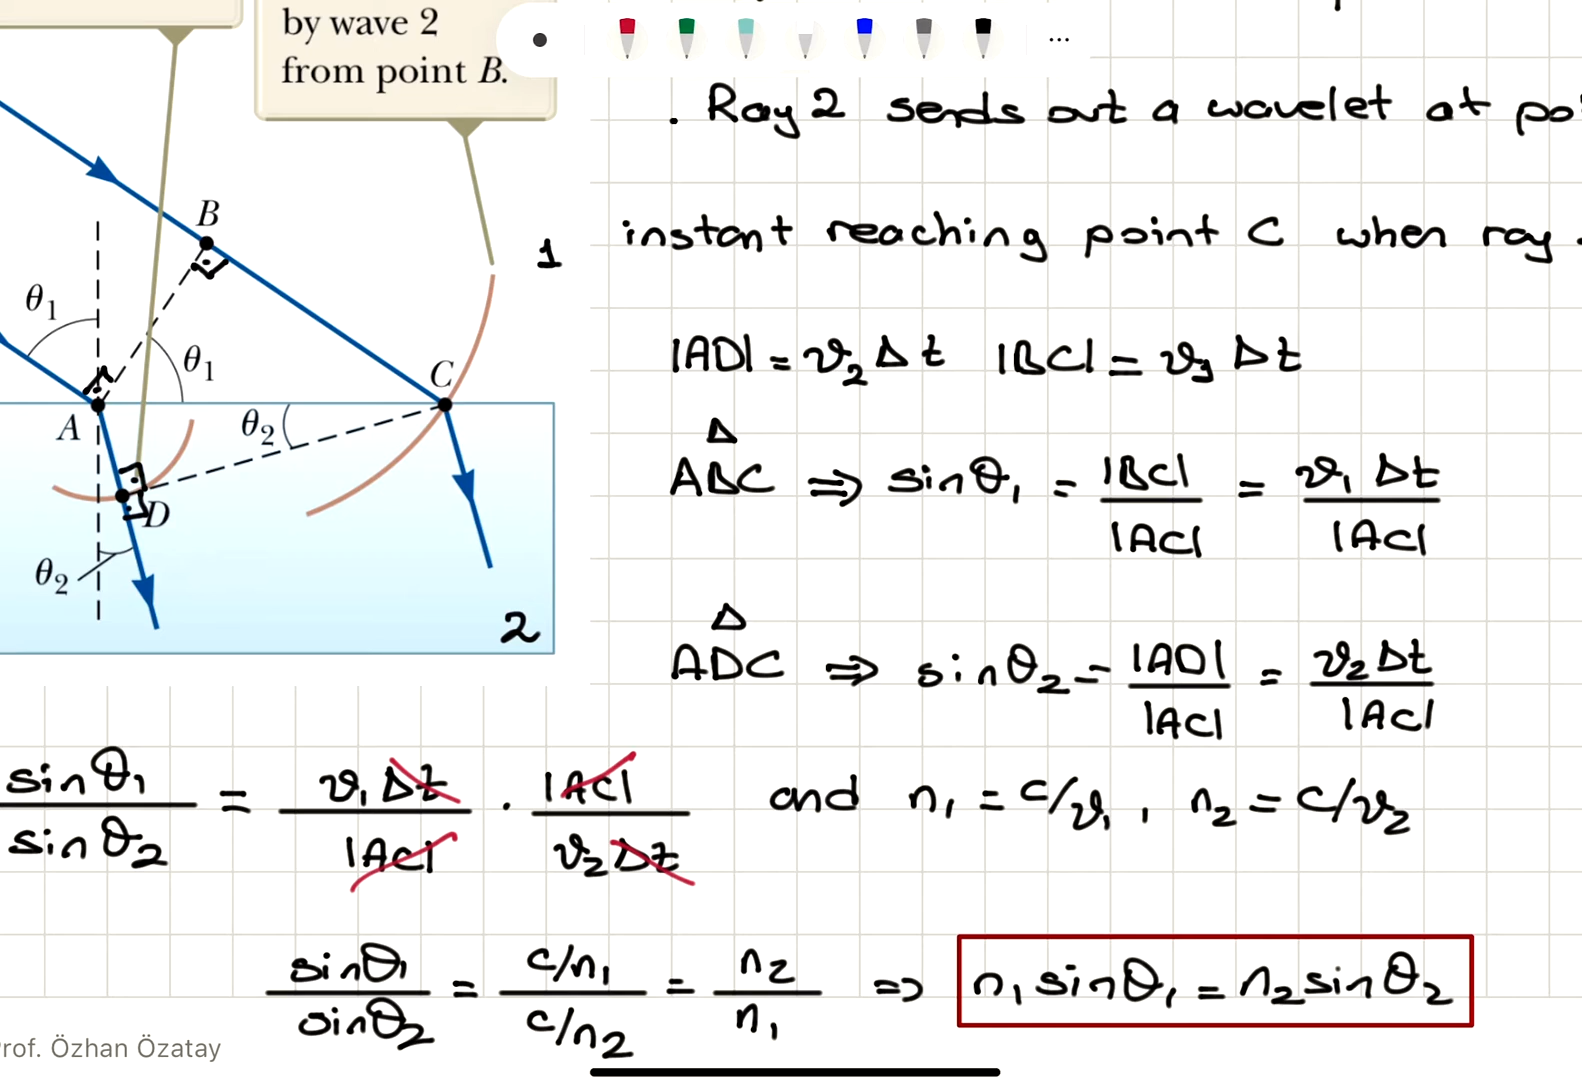 by wave 2
from point B.
. Ray 2 sends out a wavelet at
instant reaching point C when ray
B
θ₁
θ₁
1
C
A
θ₂
D
θ₂
2
|AD| = v₂ Δt |BC| = v₁ Δt
Δ
ABC ⇒ sinθ₁ = |BC| / |AC| = v₁ Δt / |AC|
Δ
ADC ⇒ sinθ₂ = |AD| / |AC| = v₂ Δt / |AC|
sinθ₁ / sinθ₂ = v₁ Δt / |AC| · |AC| / v₂ Δt and n₁ = c/v₁ , n₂ = c/v₂
sinθ₁ / sinθ₂ = c/n₁ / c/n₂ = n₂ / n₁ ⇒ n₁ sinθ₁ = n₂ sinθ₂
rof. Özhan Özatay